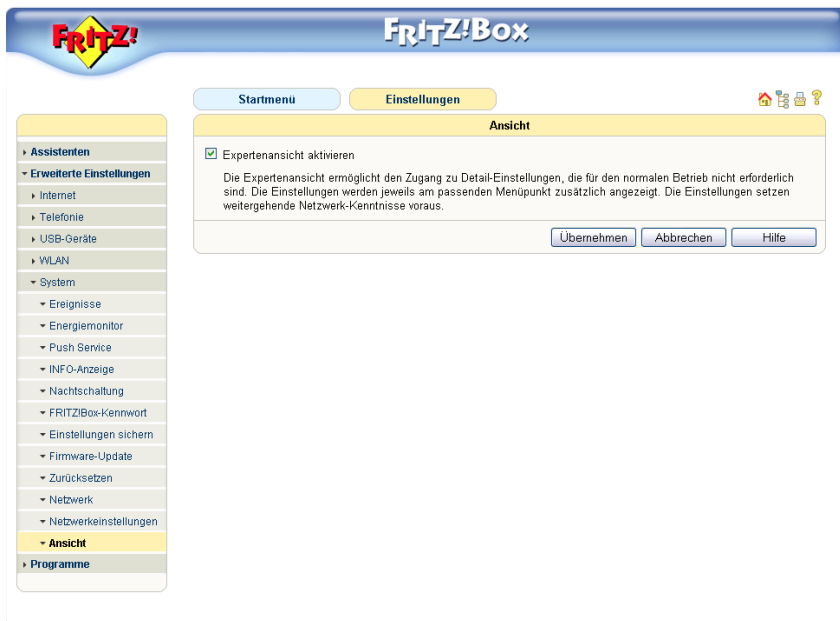 FRITZ!
FRITZ!Box
Startmenü
Einstellungen
Assistenten
Erweiterte Einstellungen
Internet
Telefonie
USB-Geräte
WLAN
System
Ereignisse
Energiemonitor
Push Service
INFO-Anzeige
Nachtschaltung
FRITZ!Box-Kennwort
Einstellungen sichern
Firmware-Update
Zurücksetzen
Netzwerk
Netzwerkeinstellungen
Ansicht
Programme
Ansicht
Expertenansicht aktivieren
Die Expertenansicht ermöglicht den Zugang zu Detail-Einstellungen, die für den normalen Betrieb nicht erforderlich
sind. Die Einstellungen werden jeweils am passenden Menüpunkt zusätzlich angezeigt. Die Einstellungen setzen
weitergehende Netzwerk-Kenntnisse voraus.
Übernehmen
Abbrechen
Hilfe